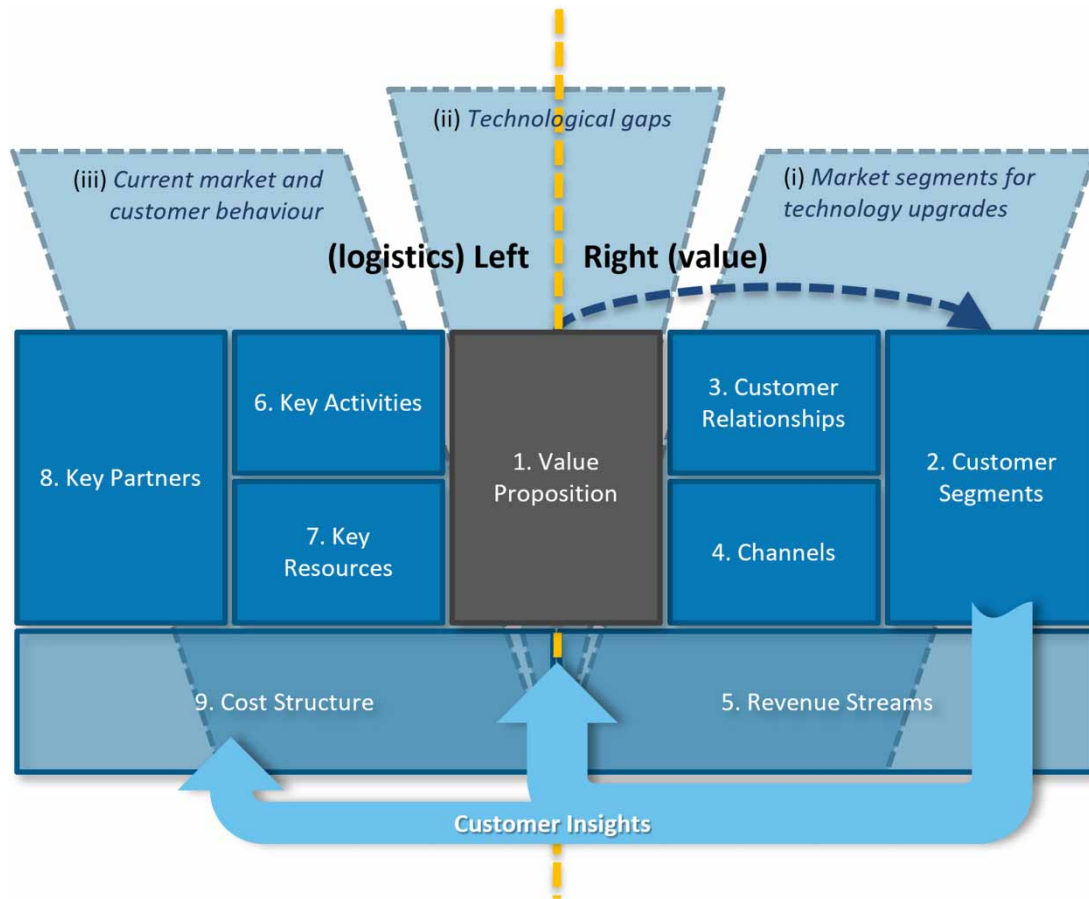 (ii) Technological gaps
(iii) Current market and
customer behaviour
(i) Market segments for
technology upgrades
(logistics) Left
Right (value)
8. Key Partners
6. Key Activities
7. Key
Resources
1. Value
Proposition
3. Customer
Relationships
4. Channels
2. Customer
Segments
9. Cost Structure
5. Revenue Streams
Customer Insights